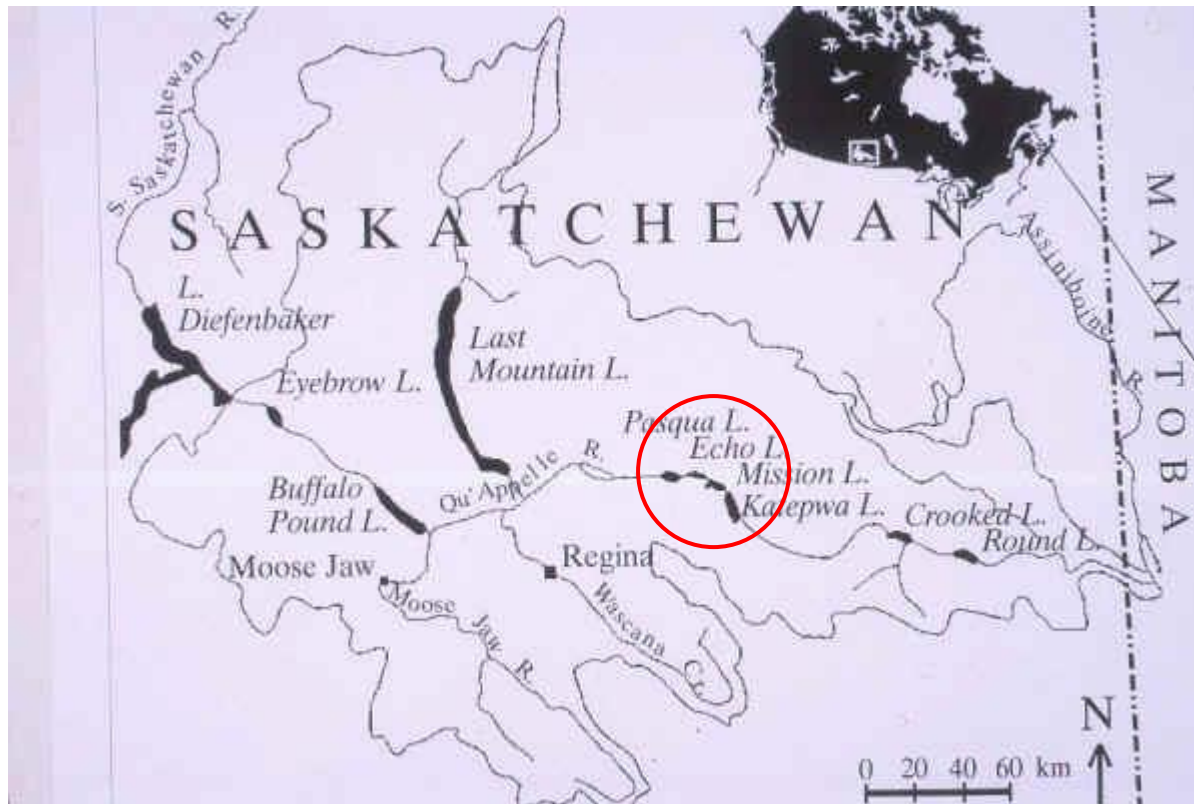 S. Saskatchewan R.
SASKATCHEWAN
MANITOBA
Assiniboine R.
L.
Diefenbaker
Last
Mountain L.
Eyebrow L.
Pasqua L.
Echo L.
Mission L.
Katepwa L.
Qu'Appelle R.
Buffalo
Pound L.
Crooked L.
Round L.
Moose Jaw
Regina
Moose Jaw R.
Wascana Cr.
N
0 20 40 60 km